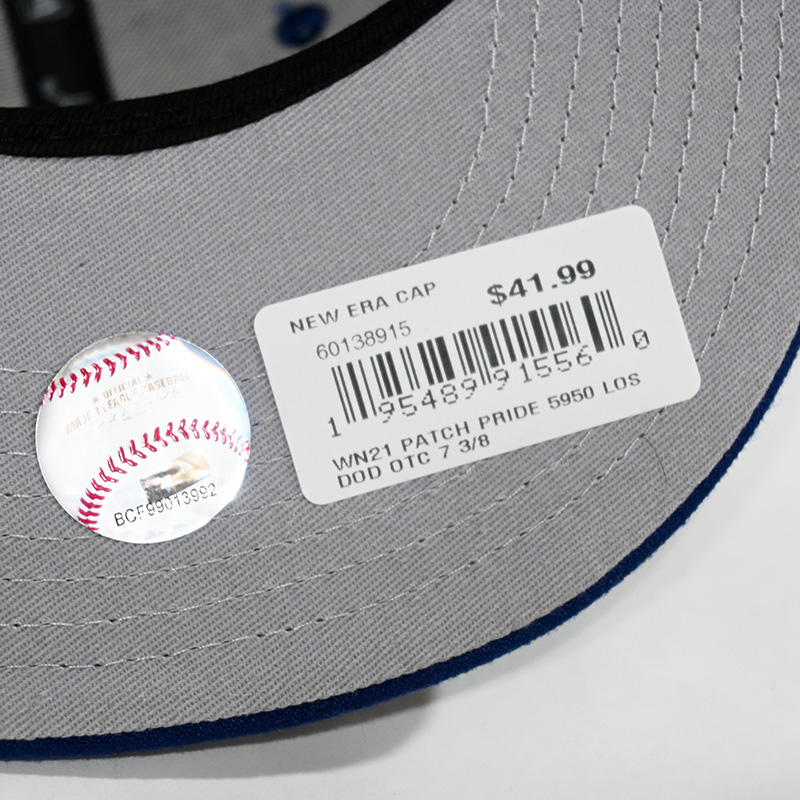 NEW ERA CAP
$41.99
60138915
1 95489 91556 0
WN21 PATCH PRIDE 5950 LOS
DOD OTC 7 3/8
★ OFFICIAL ★
MAJOR LEAGUE BASEBALL
BCF99013992